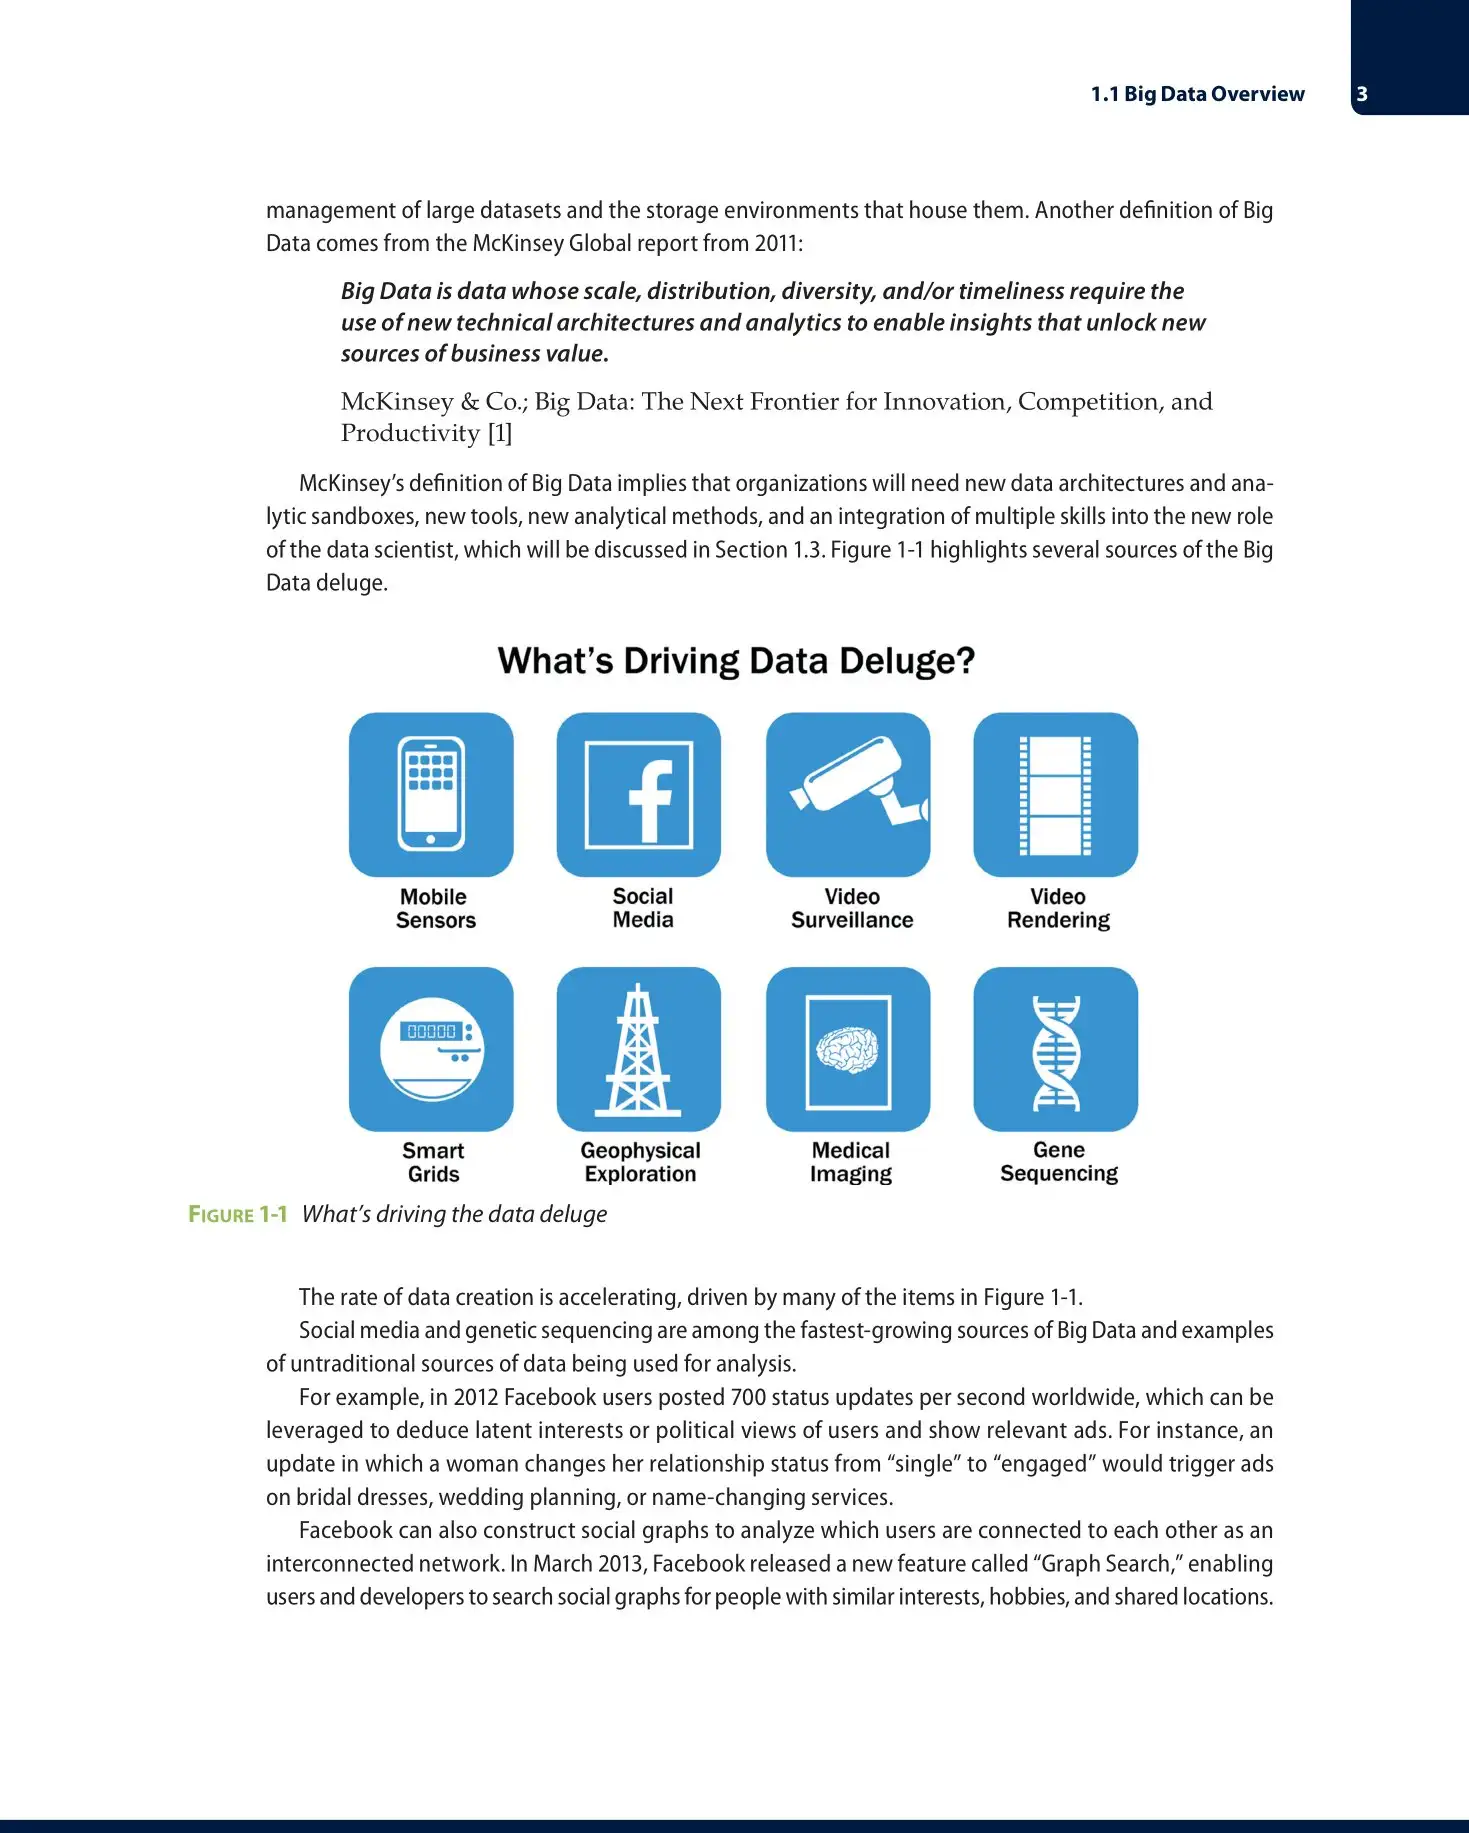 1.1 Big Data Overview 3
management of large datasets and the storage environments that house them. Another definition of Big
Data comes from the McKinsey Global report from 2011:
Big Data is data whose scale, distribution, diversity, and/or timeliness require the
use of new technical architectures and analytics to enable insights that unlock new
sources of business value.
McKinsey & Co.; Big Data: The Next Frontier for Innovation, Competition, and
Productivity [1]
McKinsey’s definition of Big Data implies that organizations will need new data architectures and ana-
lytic sandboxes, new tools, new analytical methods, and an integration of multiple skills into the new role
of the data scientist, which will be discussed in Section 1.3. Figure 1-1 highlights several sources of the Big
Data deluge.
What’s Driving Data Deluge?
Mobile
Sensors
Social
Media
Video
Surveillance
Video
Rendering
00000
Smart
Grids
Geophysical
Exploration
Medical
Imaging
Gene
Sequencing
FIGURE 1-1 What’s driving the data deluge
The rate of data creation is accelerating, driven by many of the items in Figure 1-1.
Social media and genetic sequencing are among the fastest-growing sources of Big Data and examples
of untraditional sources of data being used for analysis.
For example, in 2012 Facebook users posted 700 status updates per second worldwide, which can be
leveraged to deduce latent interests or political views of users and show relevant ads. For instance, an
update in which a woman changes her relationship status from “single” to “engaged” would trigger ads
on bridal dresses, wedding planning, or name-changing services.
Facebook can also construct social graphs to analyze which users are connected to each other as an
interconnected network. In March 2013, Facebook released a new feature called “Graph Search,” enabling
users and developers to search social graphs for people with similar interests, hobbies, and shared locations.